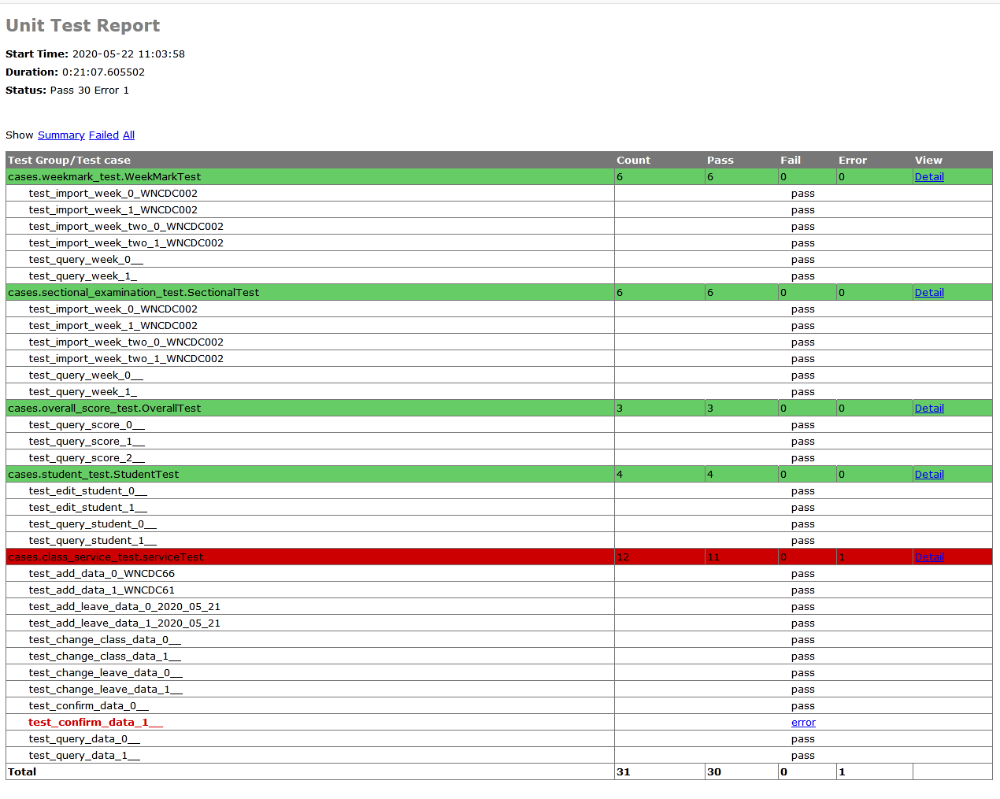 Unit Test Report
Start Time: 2020-05-22 11:03:58
Duration: 0:21:07.605502
Status: Pass 30 Error 1
Show Summary Failed All
Test Group/Test case Count Pass Fail Error View
cases.weekmark_test.WeekMarkTest 6 6 0 0 Detail
test_import_week_0_WNCDC002 pass
test_import_week_1_WNCDC002 pass
test_import_week_two_0_WNCDC002 pass
test_import_week_two_1_WNCDC002 pass
test_query_week_0__ pass
test_query_week_1_ pass
cases.sectional_examination_test.SectionalTest 6 6 0 0 Detail
test_import_week_0_WNCDC002 pass
test_import_week_1_WNCDC002 pass
test_import_week_two_0_WNCDC002 pass
test_import_week_two_1_WNCDC002 pass
test_query_week_0__ pass
test_query_week_1_ pass
cases.overall_score_test.OverallTest 3 3 0 0 Detail
test_query_score_0__ pass
test_query_score_1__ pass
test_query_score_2__ pass
cases.student_test.StudentTest 4 4 0 0 Detail
test_edit_student_0__ pass
test_edit_student_1__ pass
test_query_student_0__ pass
test_query_student_1__ pass
cases.class_service_test.serviceTest 12 11 0 1 Detail
test_add_data_0_WNCDC66 pass
test_add_data_1_WNCDC61 pass
test_add_leave_data_0_2020_05_21 pass
test_add_leave_data_1_2020_05_21 pass
test_change_class_data_0__ pass
test_change_class_data_1__ pass
test_change_leave_data_0__ pass
test_change_leave_data_1__ pass
test_confirm_data_0__ pass
test_confirm_data_1__ error
test_query_data_0__ pass
test_query_data_1__ pass
Total 31 30 0 1